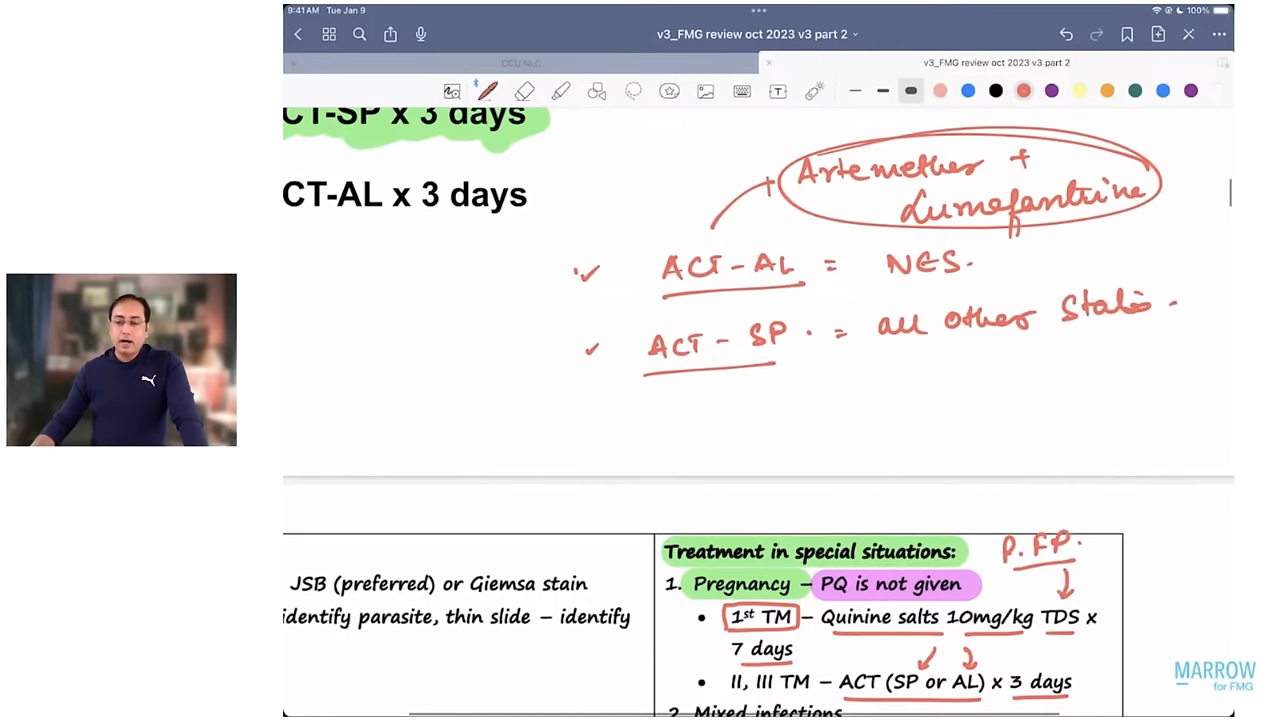 9:41 AM Tue Jan 9
100%
v3_FMG review oct 2023 v3 part 2
CCU NLC
v3_FMG review oct 2023 v3 part 2
CT-SP x 3 days
CT-AL x 3 days
Artemether +
Lumefantrine
ACT-AL = NES.
ACT-SP. = all other States.
JSB (preferred) or Giemsa stain
identify parasite, thin slide – identify
Treatment in special situations:
P.FP.
1. Pregnancy – PQ is not given
• 1st TM – Quinine salts 10mg/kg TDS x
7 days
• II, III TM – ACT (SP or AL) x 3 days
2. Mixed infections
MARROW
for FMG